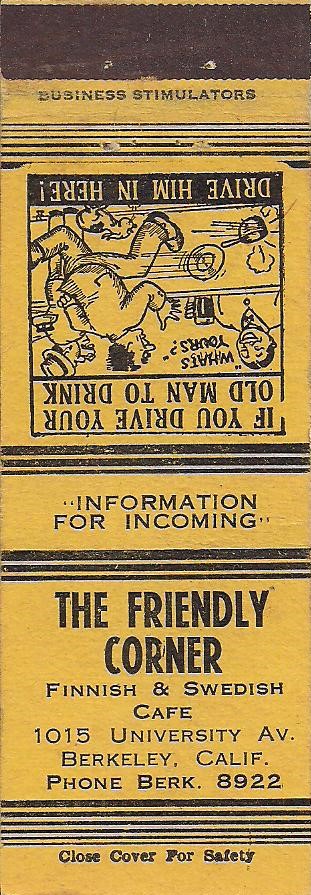 BUSINESS STIMULATORS
IF YOU DRIVE YOUR
OLD MAN TO DRINK
"WHATS
YOURS?"
DRIVE HIM IN HERE!
"INFORMATION
FOR INCOMING"
THE FRIENDLY
CORNER
FINNISH & SWEDISH
CAFE
1015 UNIVERSITY AV.
BERKELEY, CALIF.
PHONE BERK. 8922
Close Cover For Safety